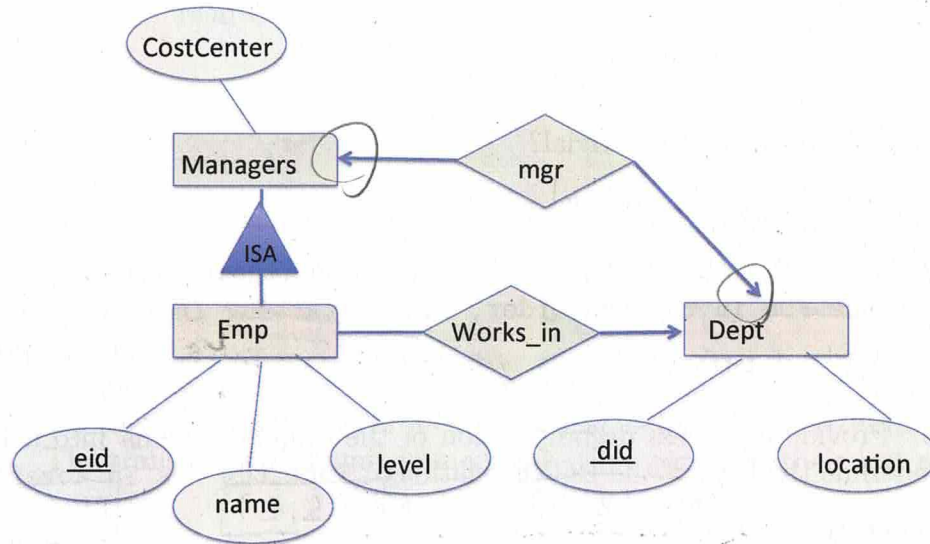 CostCenter
Managers
mgr
ISA
Emp
Works_in
Dept
eid
name
level
did
location